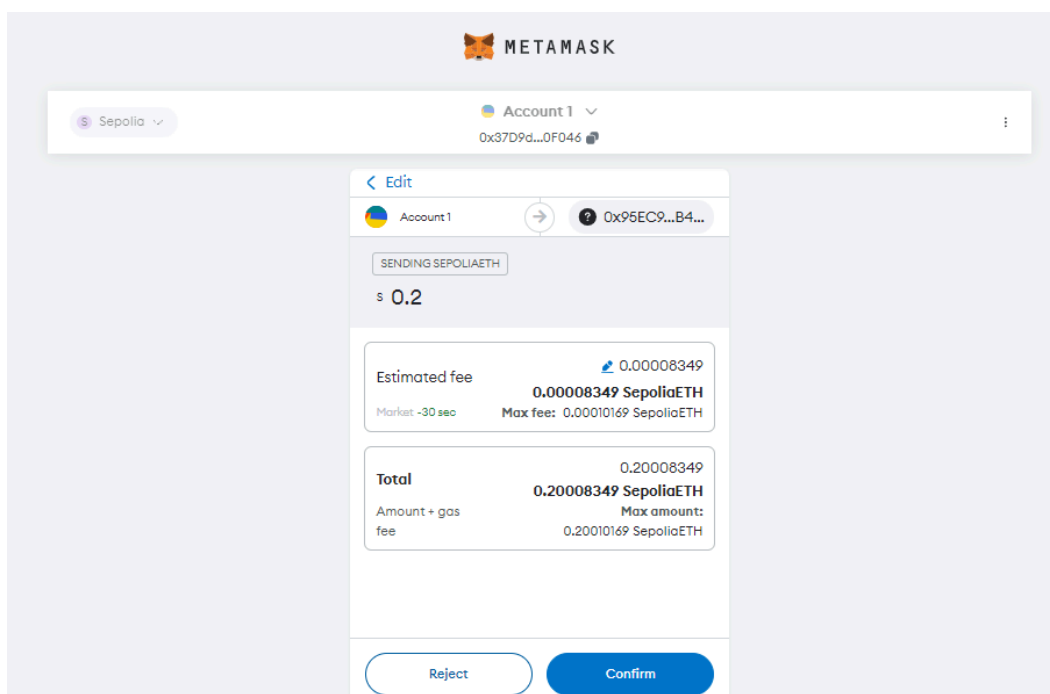 METAMASK
S Sepolia
Account 1
0x37D9d...0F046
Edit
Account 1
0x95EC9...B4...
SENDING SEPOLIAETH
S 0.2
Estimated fee
0.00008349
0.00008349 SepoliaETH
Market ~30 sec
Max fee: 0.00010169 SepoliaETH
Total
0.20008349
0.20008349 SepoliaETH
Amount + gas fee
Max amount:
0.20010169 SepoliaETH
Reject
Confirm